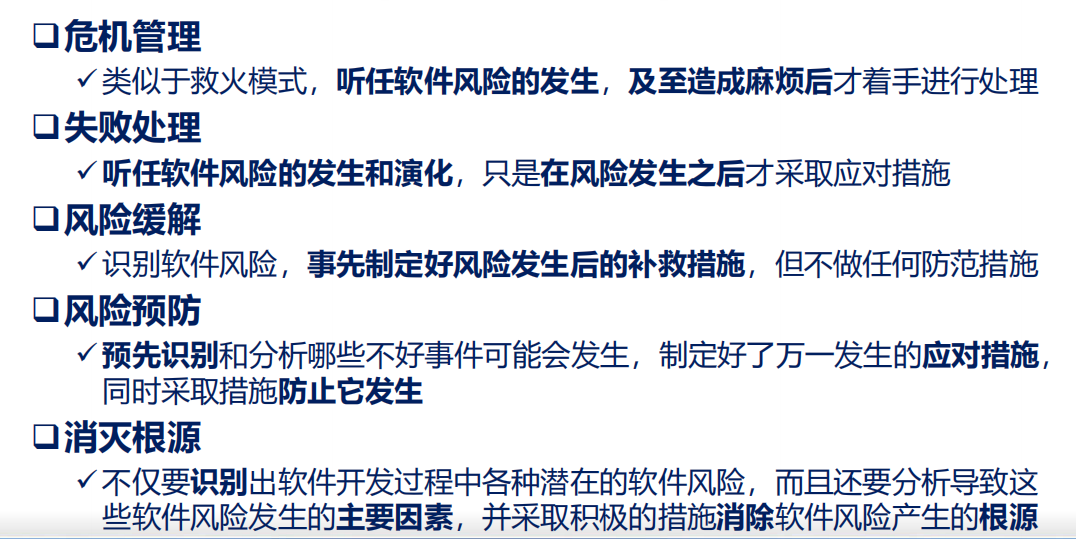 危机管理
类似于救火模式，听任软件风险的发生，及至造成麻烦后才着手进行处理
失败处理
听任软件风险的发生和演化，只是在风险发生之后才采取应对措施
风险缓解
识别软件风险，事先制定好风险发生后的补救措施，但不做任何防范措施
风险预防
预先识别和分析哪些不好事件可能会发生，制定好了万一发生的应对措施，
同时采取措施防止它发生
消灭根源
不仅要识别出软件开发过程中各种潜在的软件风险，而且还要分析导致这
些软件风险发生的主要因素，并采取积极的措施消除软件风险产生的根源